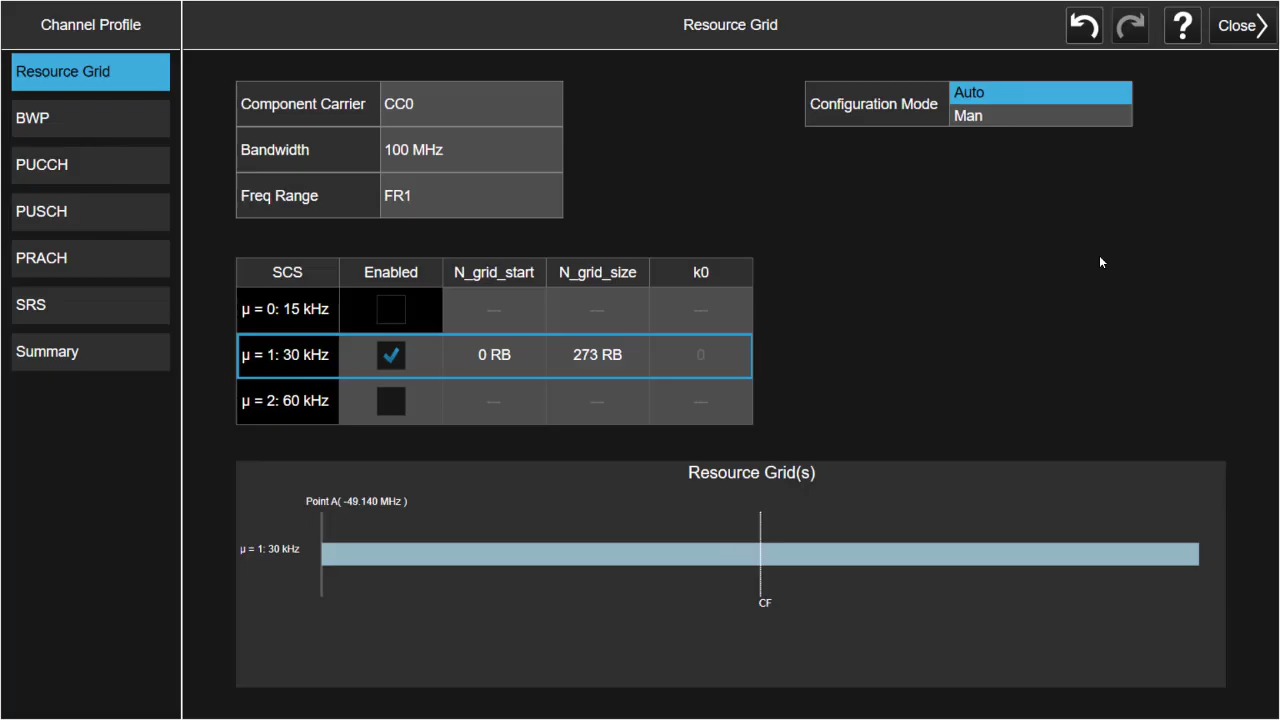 Channel Profile
Resource Grid
Close
Resource Grid
BWP
PUCCH
PUSCH
PRACH
SRS
Summary
Component Carrier CC0
Bandwidth 100 MHz
Freq Range FR1
Configuration Mode Auto
Man
SCS Enabled N_grid_start N_grid_size k0
μ = 0: 15 kHz --- --- ---
μ = 1: 30 kHz 0 RB 273 RB 0
μ = 2: 60 kHz --- --- ---
Resource Grid(s)
Point A( -49.140 MHz )
μ = 1: 30 kHz
CF